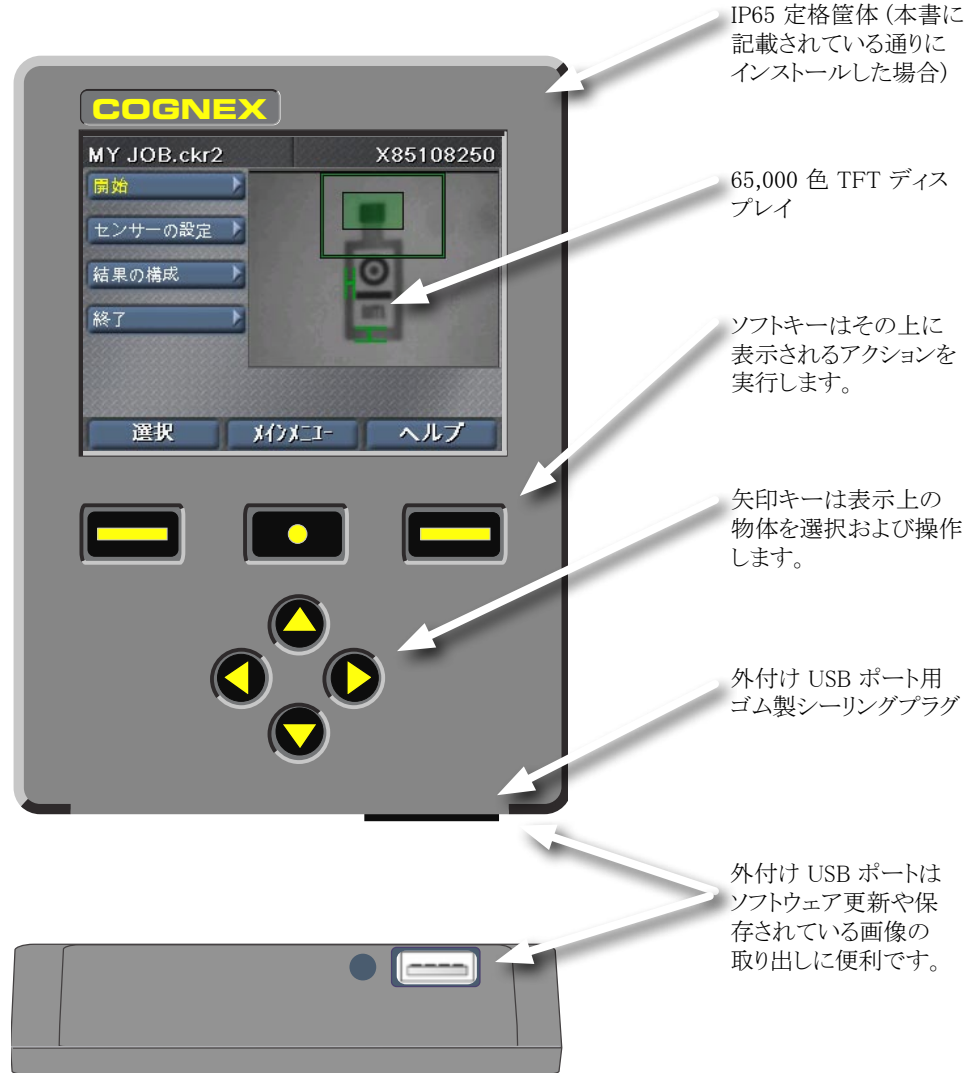 IP65 定格筐体 (本書に
記載されている通りに
インストールした場合)
COGNEX
MY JOB.ckr2
X85108250
開始
センサーの設定
結果の構成
終了
選択
メインメニュー
ヘルプ
65,000 色 TFT ディス
プレイ
ソフトキーはその上に
表示されるアクションを
実行します。
矢印キーは表示上の
物体を選択および操作
します。
外付け USB ポート用
ゴム製シーリングプラグ
外付け USB ポートは
ソフトウェア更新や保
存されている画像の
取り出しに便利です。